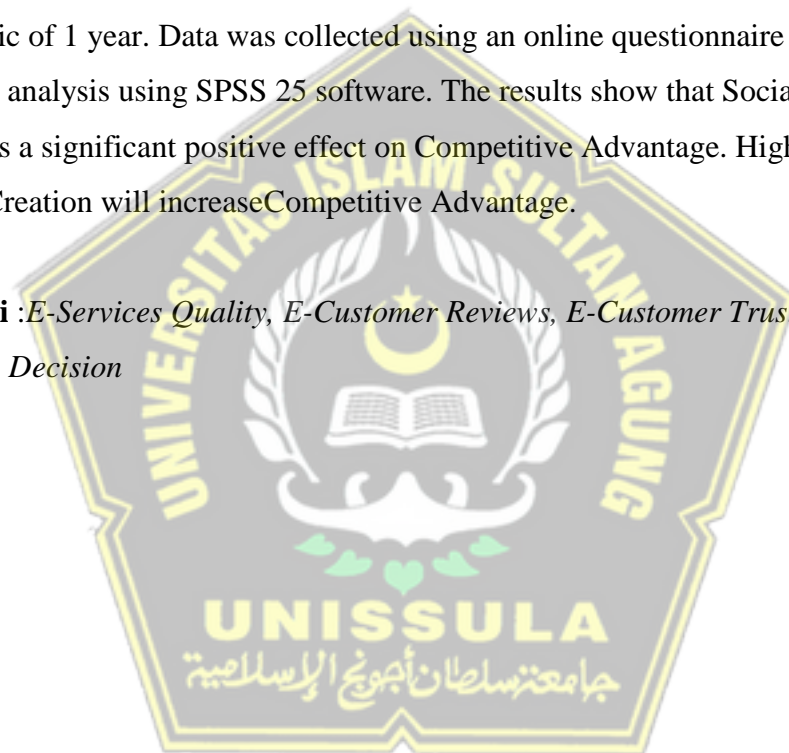 ic of 1 year. Data was collected using an online questionnaire
analysis using SPSS 25 software. The results show that Socia
s a significant positive effect on Competitive Advantage. High
Creation will increaseCompetitive Advantage.
i :E-Services Quality, E-Customer Reviews, E-Customer Trus
Decision
UNIVERSITAS ISLAM SULTAN AGUNG
UNISSULA
جامعنساطان أجونج الإسلامية